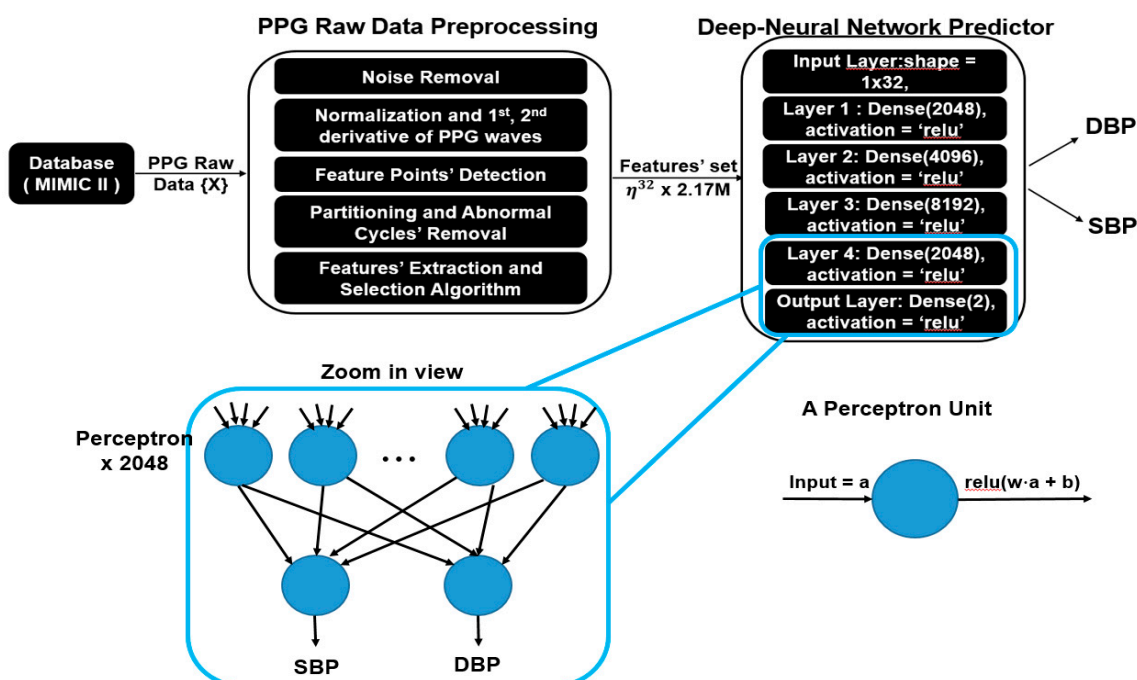 PPG Raw Data Preprocessing
Noise Removal
Normalization and 1st, 2nd
derivative of PPG waves
Feature Points' Detection
Partitioning and Abnormal
Cycles' Removal
Features' Extraction and
Selection Algorithm
Database
( MIMIC II )
PPG Raw
Data {X}
Features' set
η³² x 2.17M
Deep-Neural Network Predictor
Input Layer:shape =
1x32,
Layer 1 : Dense(2048),
activation = 'relu'
Layer 2: Dense(4096),
activation = 'relu'
Layer 3: Dense(8192),
activation = 'relu'
Layer 4: Dense(2048),
activation = 'relu'
Output Layer: Dense(2),
activation = 'relu'
DBP
SBP
Zoom in view
Perceptron
x 2048
...
SBP
DBP
A Perceptron Unit
Input = a
relu(w·a + b)